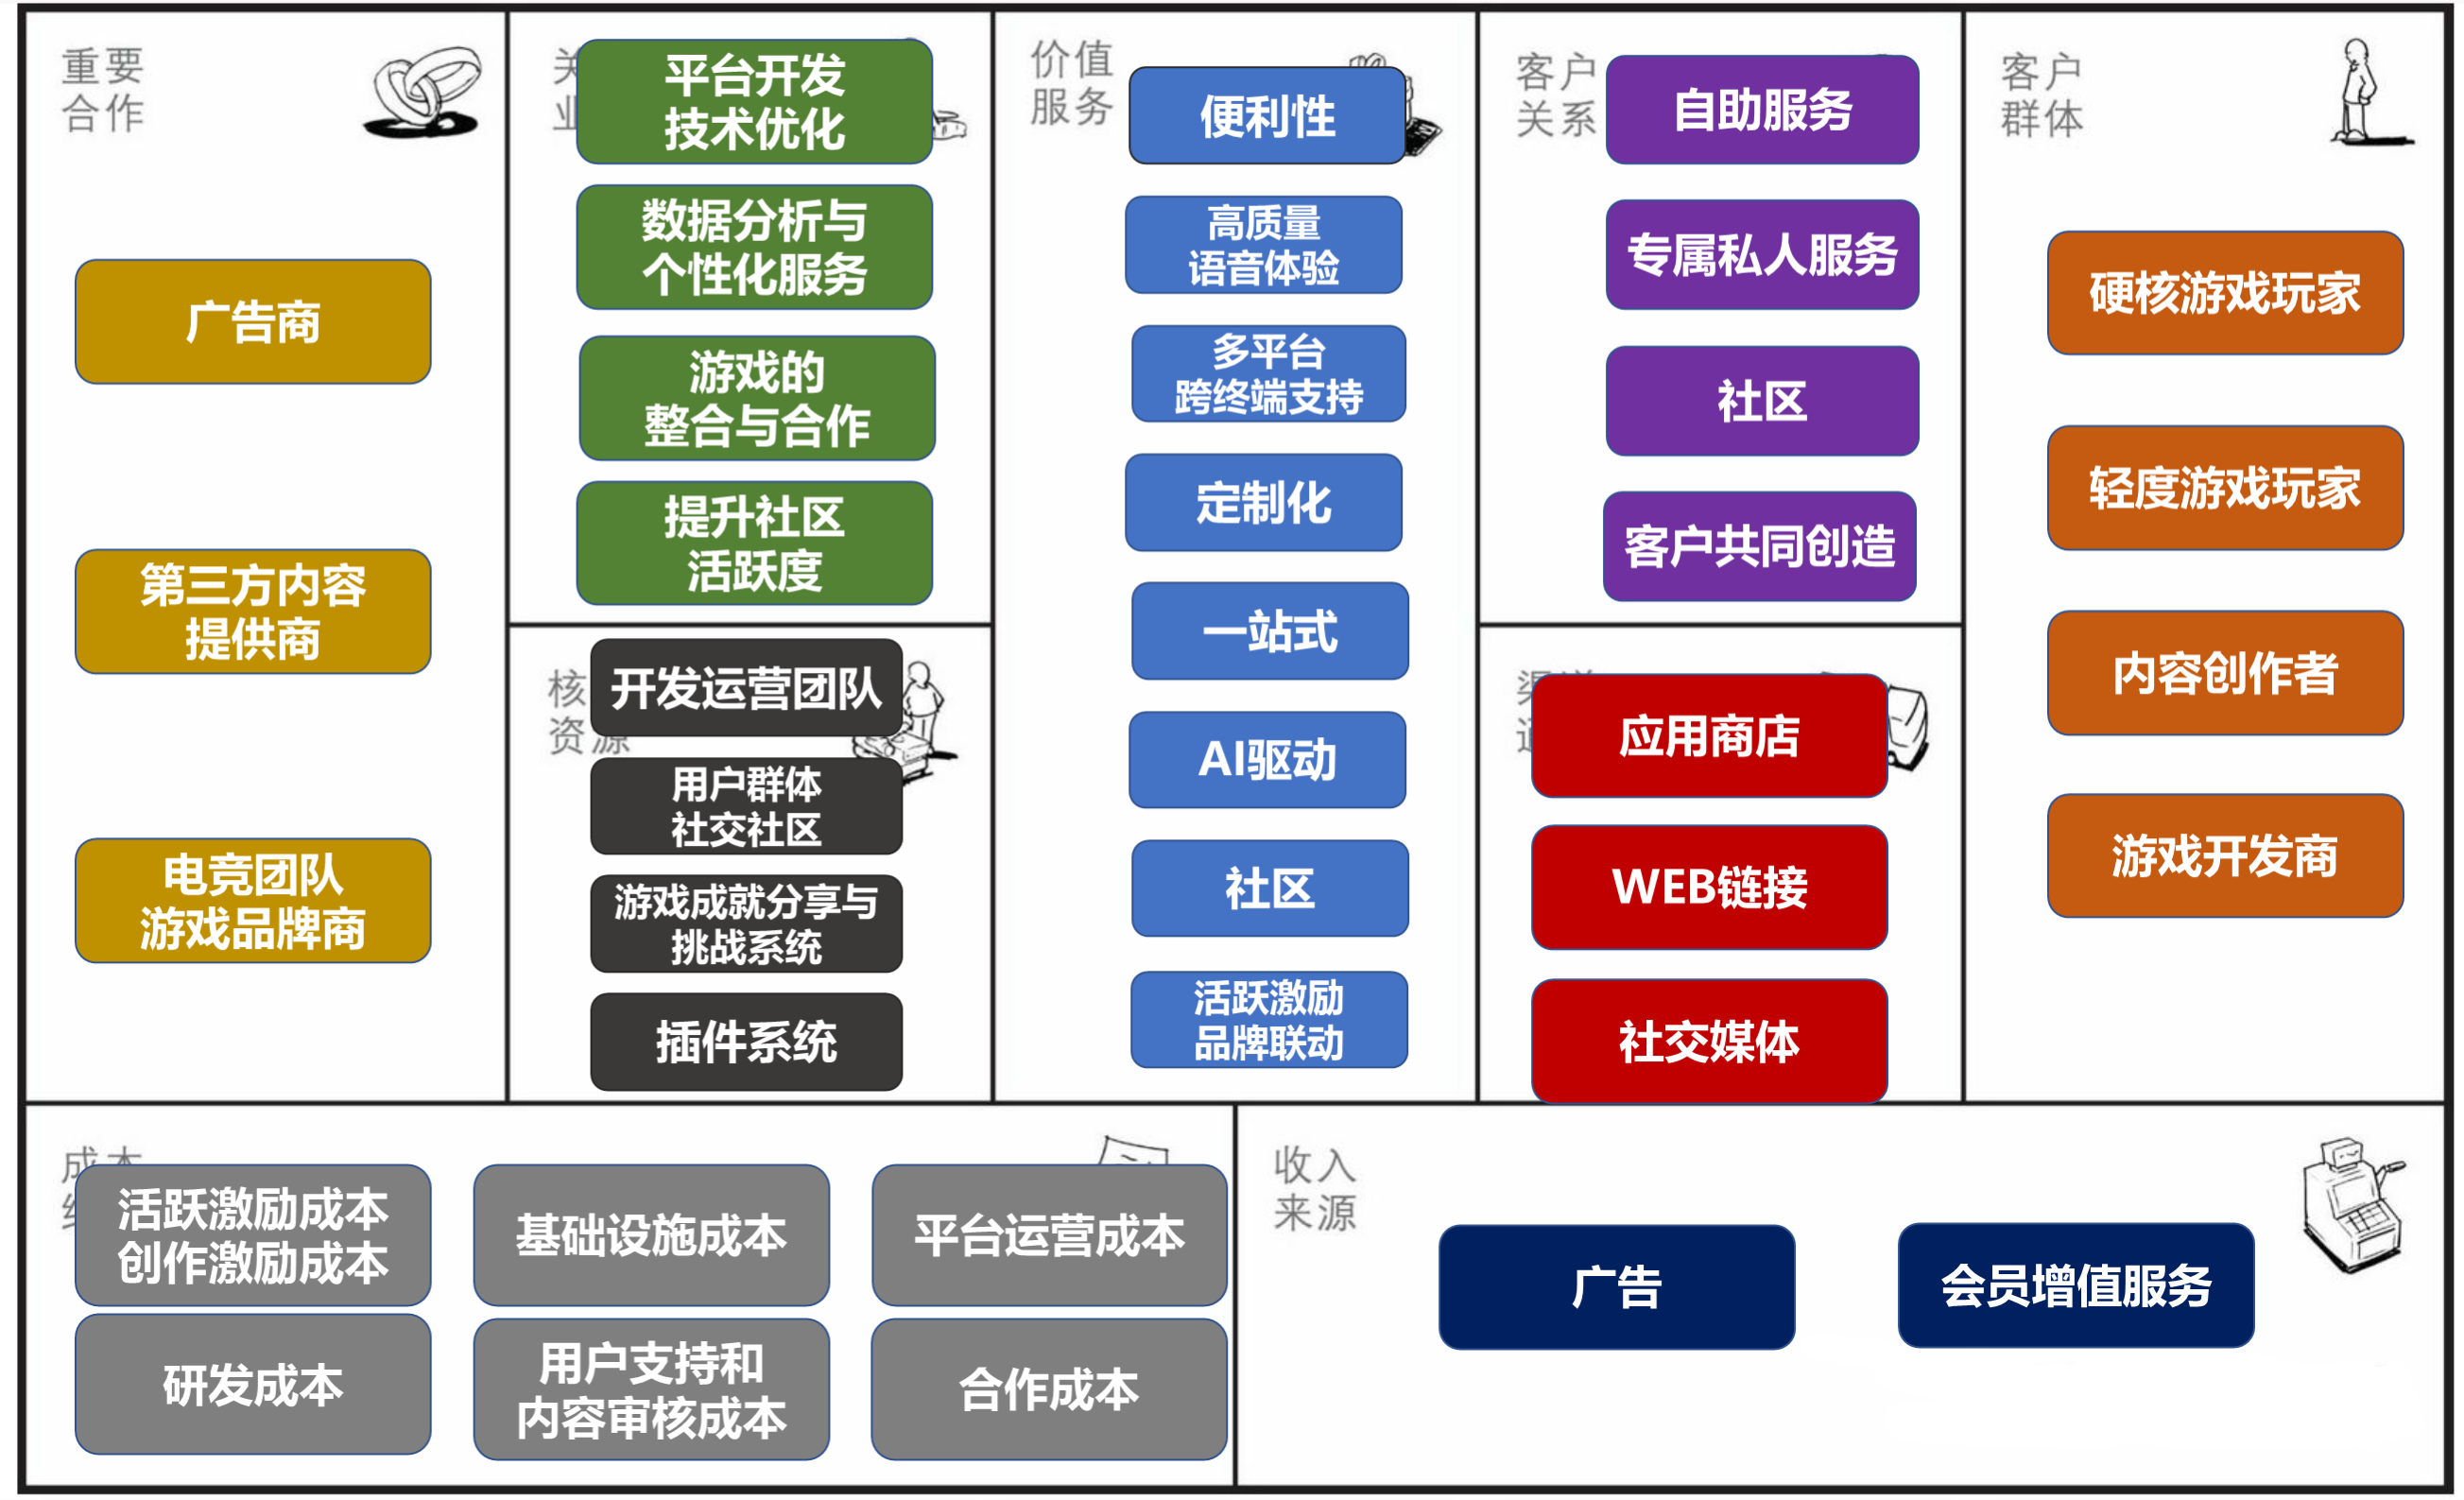 重要
合作
广告商
第三方内容
提供商
电竞团队
游戏品牌商
关
业
平台开发
技术优化
数据分析与
个性化服务
游戏的
整合与合作
提升社区
活跃度
核
资源
开发运营团队
用户群体
社交社区
游戏成就分享与
挑战系统
插件系统
价值
服务
便利性
高质量
语音体验
多平台
跨终端支持
定制化
一站式
AI驱动
社区
活跃激励
品牌联动
客户
关系
自助服务
专属私人服务
社区
客户共同创造
渠道
应用商店
WEB链接
社交媒体
客户
群体
硬核游戏玩家
轻度游戏玩家
内容创作者
游戏开发商
成本
活跃激励成本
创作激励成本
基础设施成本
平台运营成本
研发成本
用户支持和
内容审核成本
合作成本
收入
来源
广告
会员增值服务